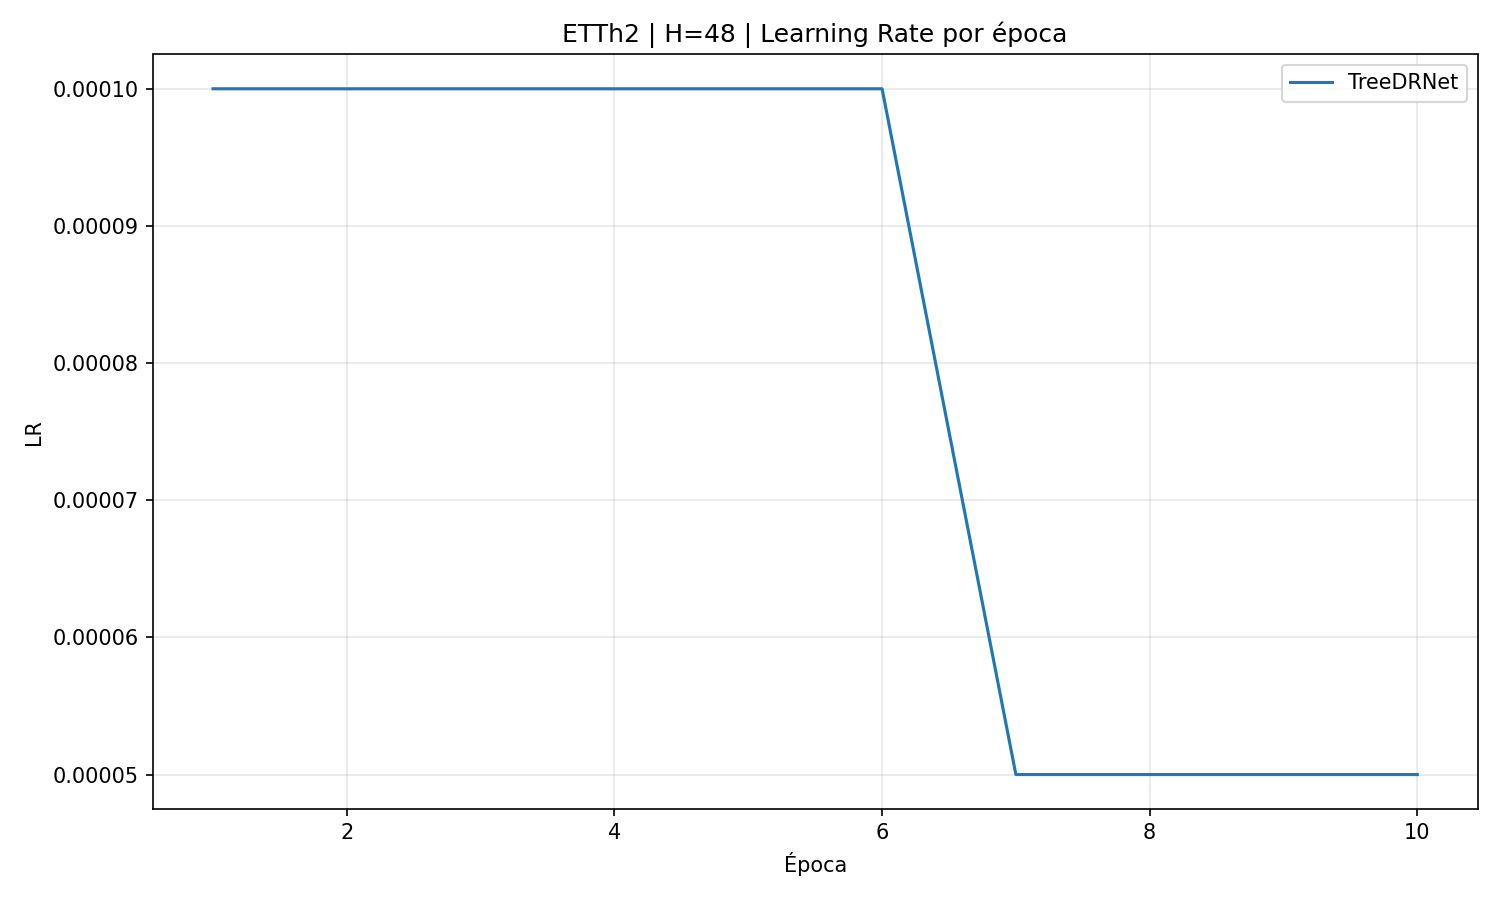 ETTh2 | H=48 | Learning Rate por época
TreeDRNet
0.00010
0.00009
0.00008
0.00007
0.00006
0.00005
LR
2 4 6 8 10
Época